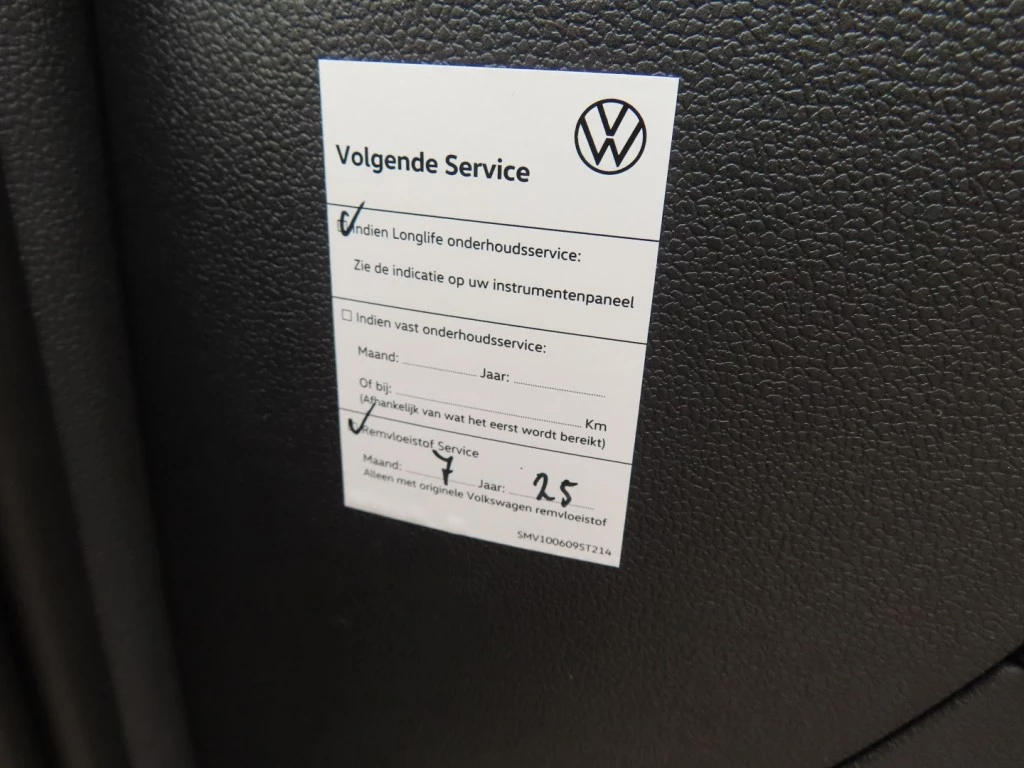 Volgende Service
Indien Longlife onderhoudsservice:
Zie de indicatie op uw instrumentenpaneel
Indien vast onderhoudsservice:
Maand: Jaar:
Of bij: Km
(Afhankelijk van wat het eerst wordt bereikt)
Remvloeistof Service
Maand: 7 Jaar: 25
Alleen met originele Volkswagen remvloeistof
SMV100609ST214